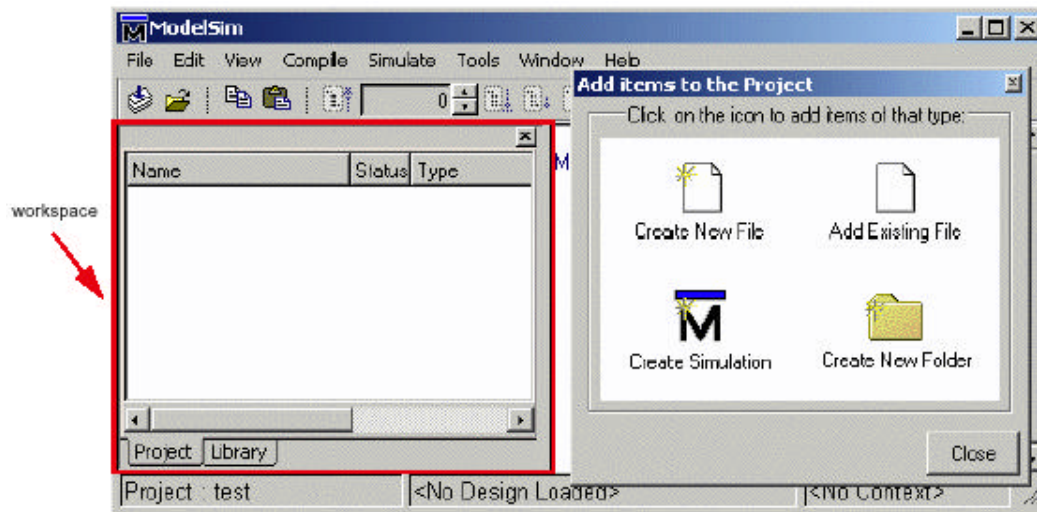 ModelSim
File Edit View Compile Simulate Tools Window Help
0
Add items to the Project
Click on the icon to add items of that type:
Name Status Type
M
workspace
Create New File Add Existing File
M
Create Simulation Create New Folder
Project Library
Close
Project : test <No Design Loaded> <No Context>